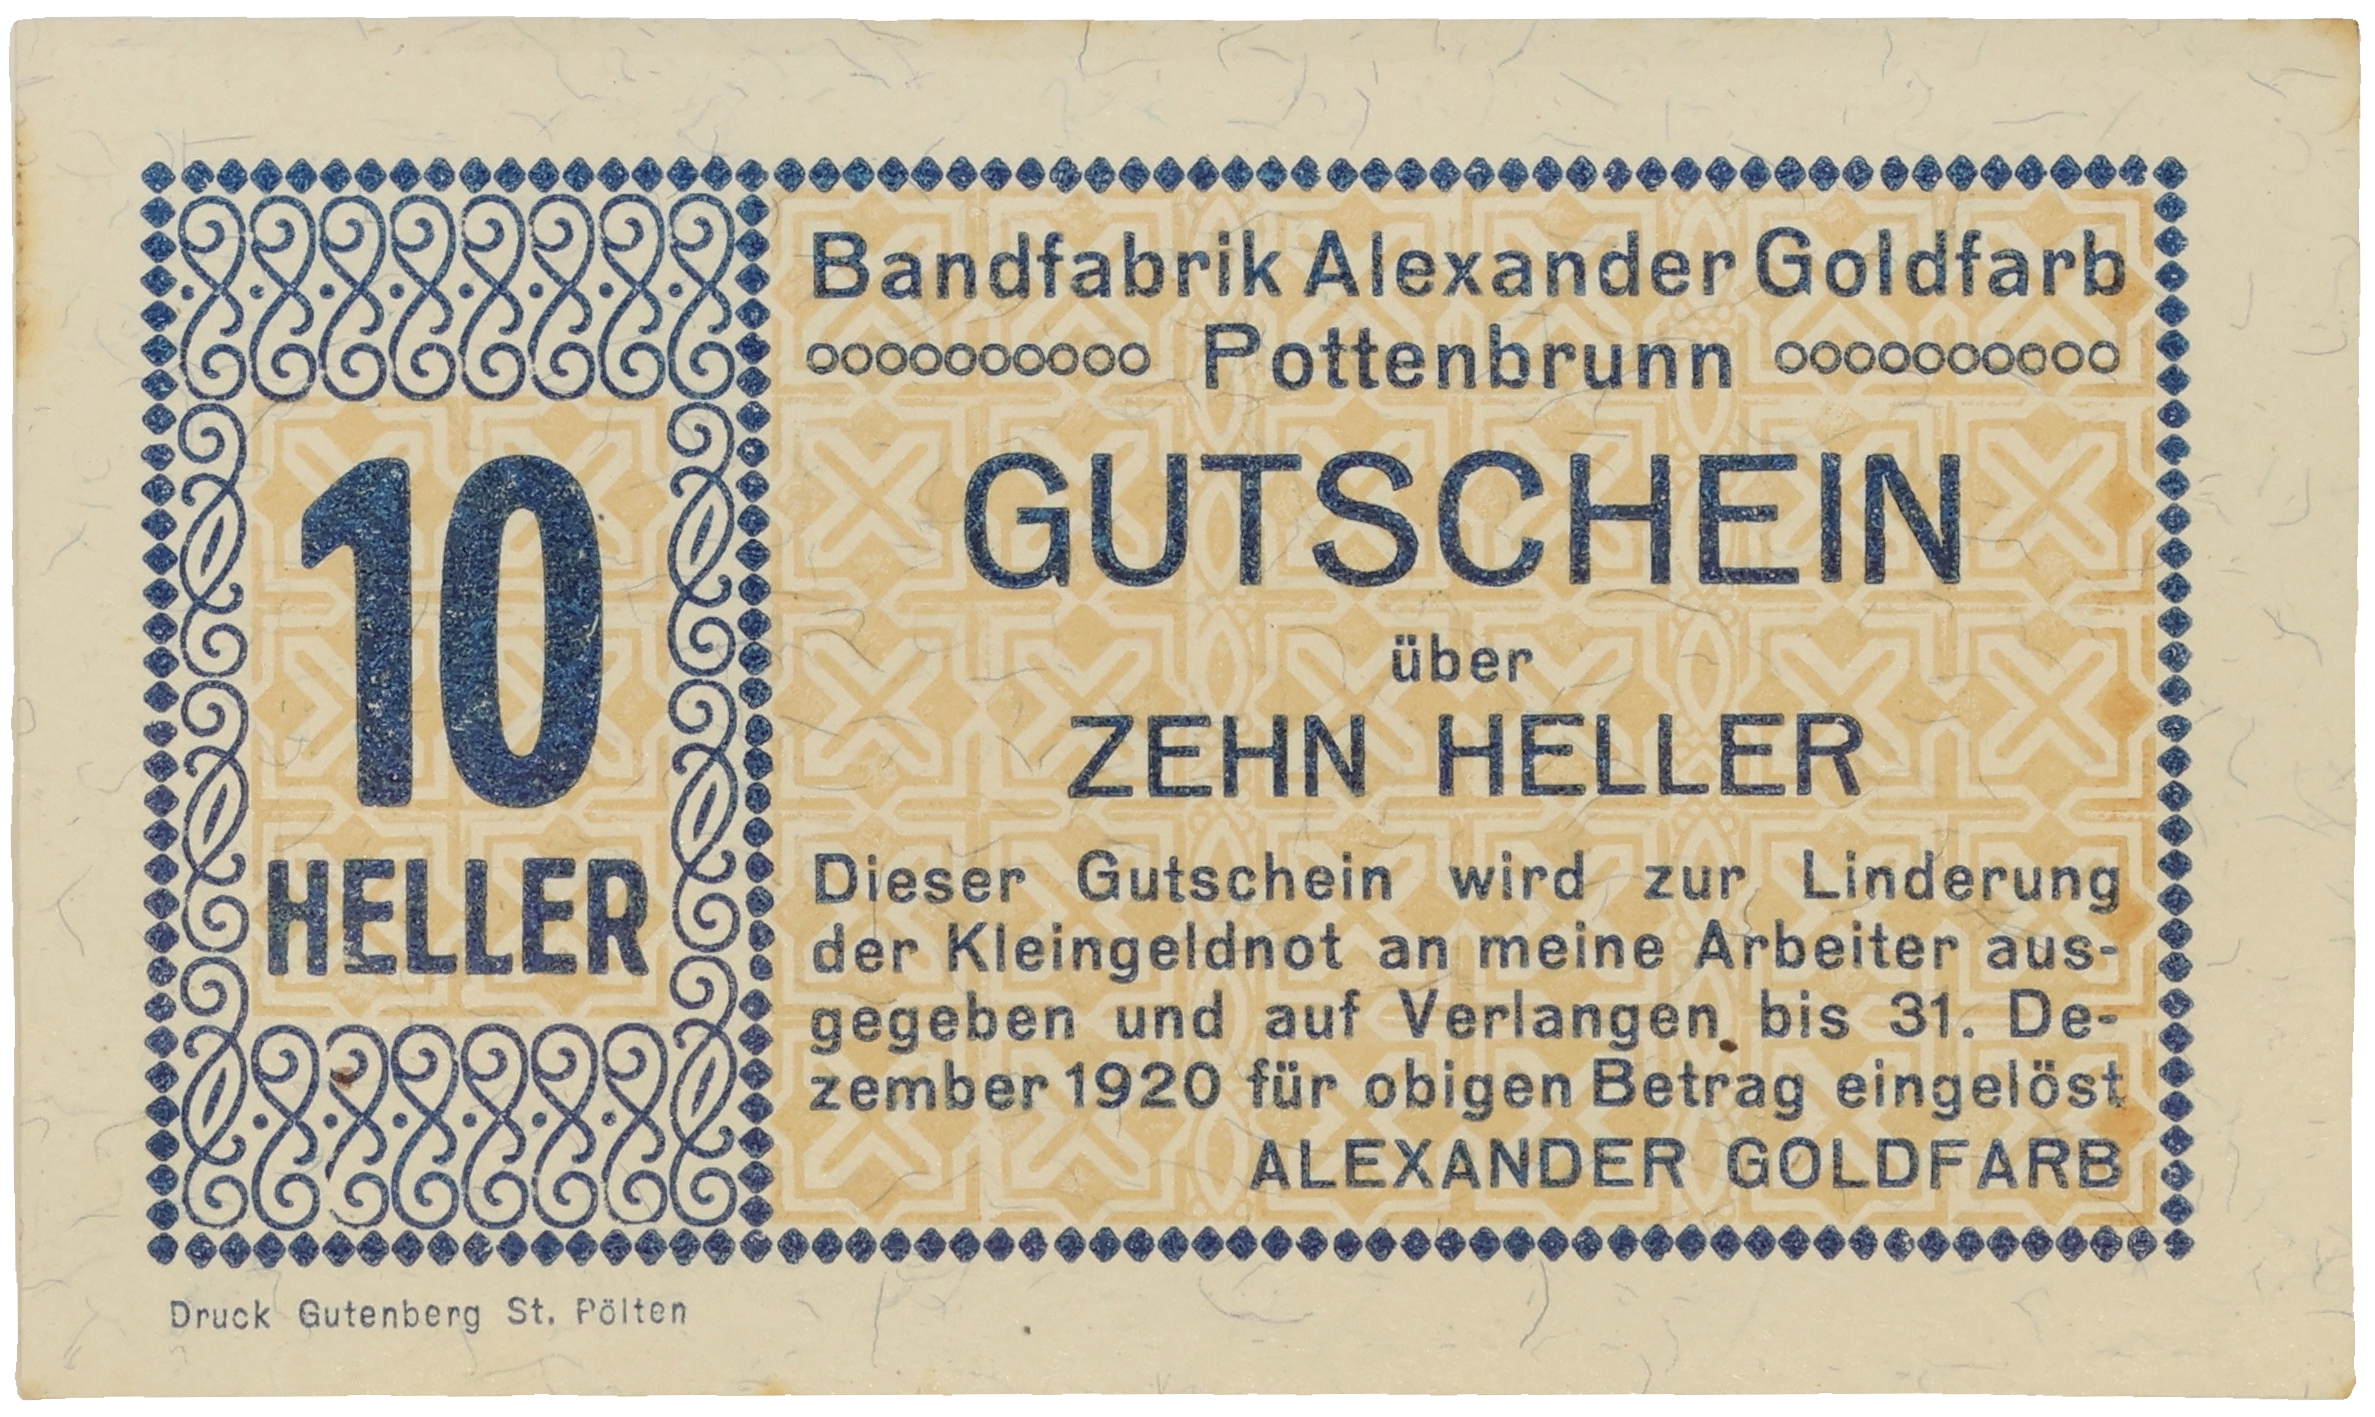 10
HELLER
Bandfabrik Alexander Goldfarb
Pottenbrunn
GUTSCHEIN
über
ZEHN HELLER
Dieser Gutschein wird zur Linderung
der Kleingeldnot an meine Arbeiter aus-
gegeben und auf Verlangen bis 31. De-
zember 1920 für obigen Betrag eingelöst
ALEXANDER GOLDFARB
Druck Gutenberg St. Pölten